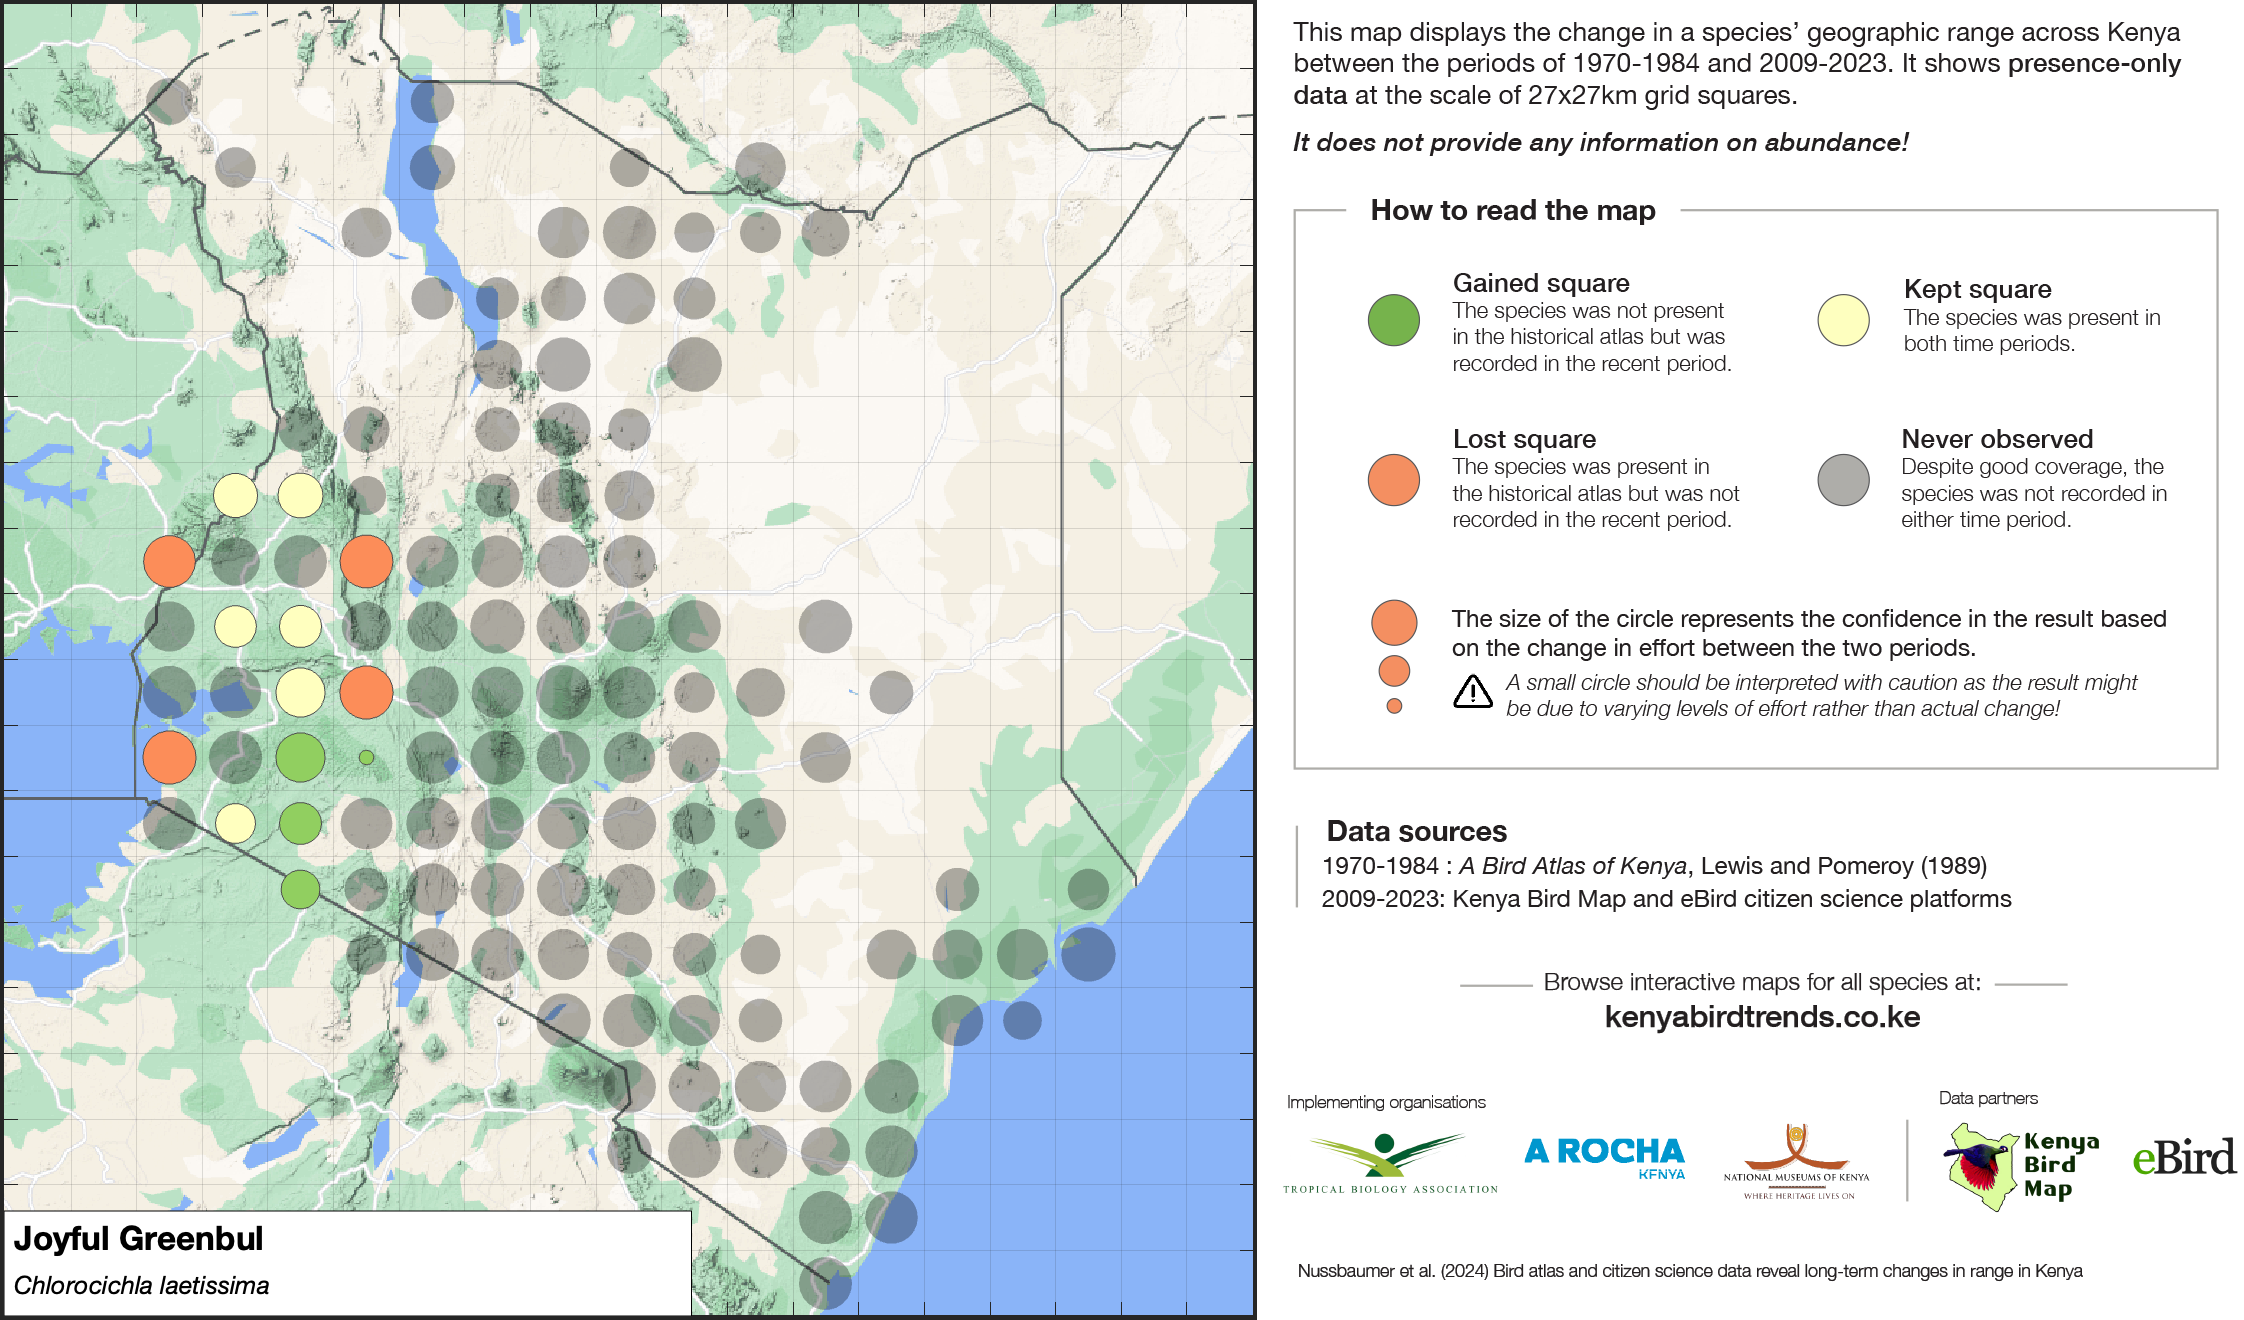 This map displays the change in a species’ geographic range across Kenya
between the periods of 1970-1984 and 2009-2023. It shows presence-only
data at the scale of 27x27km grid squares.
It does not provide any information on abundance!
How to read the map
Gained square
The species was not present
in the historical atlas but was
recorded in the recent period.
Kept square
The species was present in
both time periods.
Lost square
The species was present in
the historical atlas but was not
recorded in the recent period.
Never observed
Despite good coverage, the
species was not recorded in
either time period.
The size of the circle represents the confidence in the result based
on the change in effort between the two periods.
A small circle should be interpreted with caution as the result might
be due to varying levels of effort rather than actual change!
Data sources
1970-1984 : A Bird Atlas of Kenya, Lewis and Pomeroy (1989)
2009-2023: Kenya Bird Map and eBird citizen science platforms
Browse interactive maps for all species at:
kenyabirdtrends.co.ke
Implementing organisations
Data partners
TROPICAL BIOLOGY ASSOCIATION
A ROCHA
KENYA
NATIONAL MUSEUMS OF KENYA
WHERE HERITAGE LIVES ON
Kenya
Bird
Map
eBird
Joyful Greenbul
Chlorocichla laetissima
Nussbaumer et al. (2024) Bird atlas and citizen science data reveal long-term changes in range in Kenya